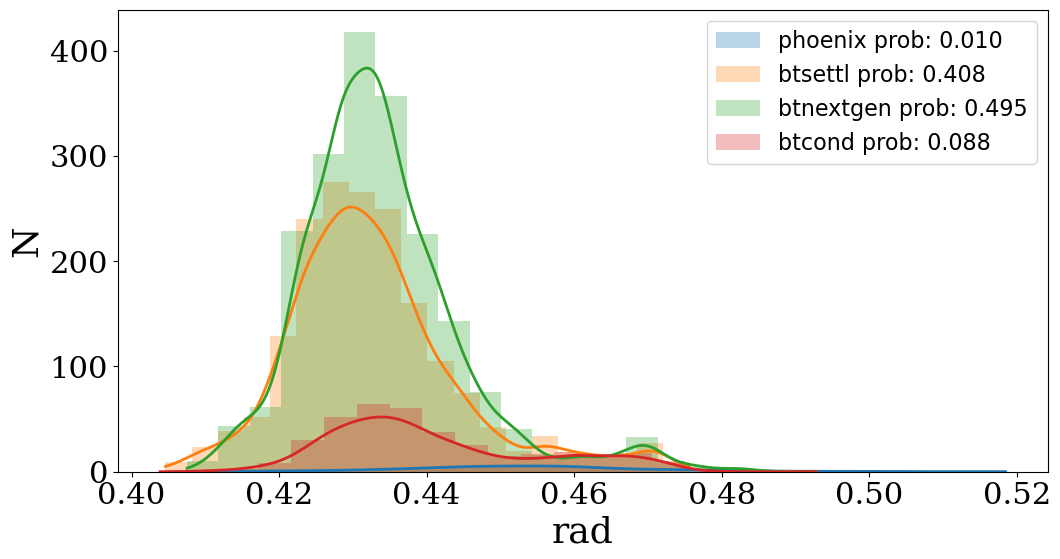 phoenix prob: 0.010
btsettl prob: 0.408
btnextgen prob: 0.495
btcond prob: 0.088
400
300
200
100
0
N
0.40 0.42 0.44 0.46 0.48 0.50 0.52
rad